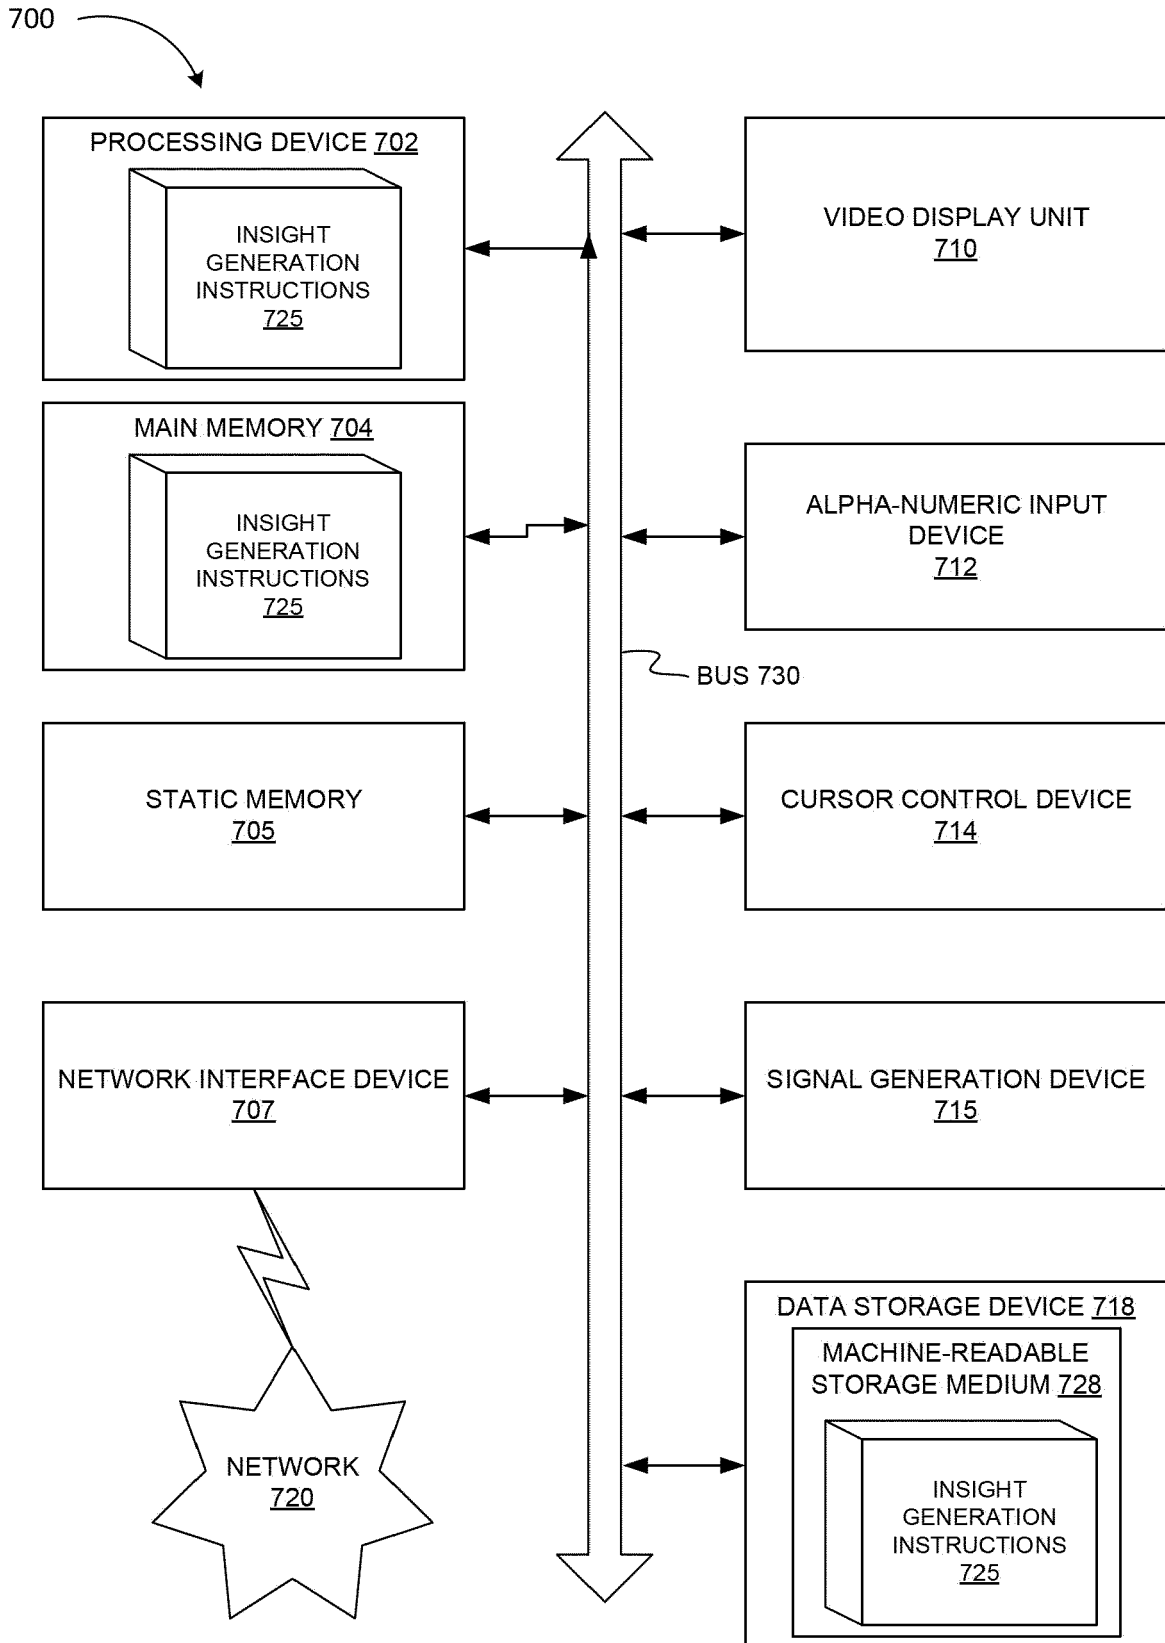 700
PROCESSING DEVICE 702
INSIGHT
GENERATION
INSTRUCTIONS
725
MAIN MEMORY 704
INSIGHT
GENERATION
INSTRUCTIONS
725
STATIC MEMORY
705
NETWORK INTERFACE DEVICE
707
NETWORK
720
BUS 730
VIDEO DISPLAY UNIT
710
ALPHA-NUMERIC INPUT
DEVICE
712
CURSOR CONTROL DEVICE
714
SIGNAL GENERATION DEVICE
715
DATA STORAGE DEVICE 718
MACHINE-READABLE
STORAGE MEDIUM 728
INSIGHT
GENERATION
INSTRUCTIONS
725